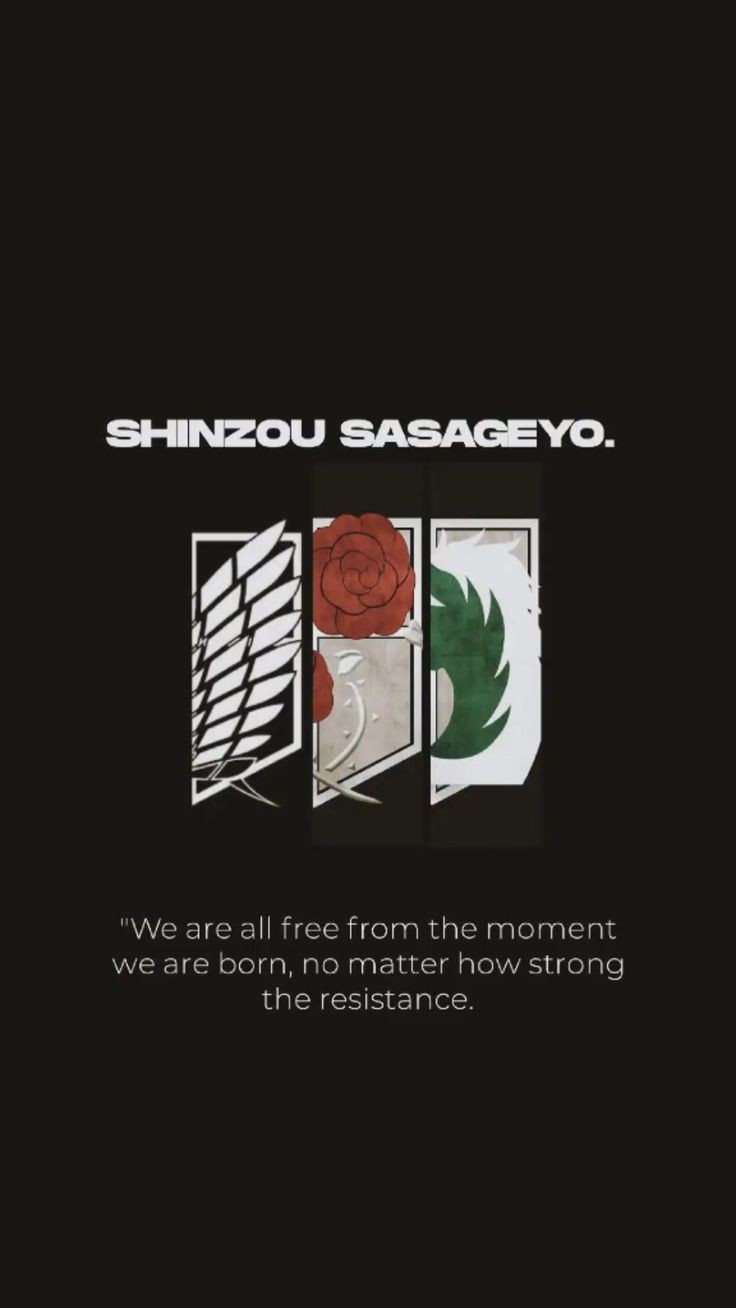 SHINZOU SASAGEYO.
"We are all free from the moment
we are born, no matter how strong
the resistance.